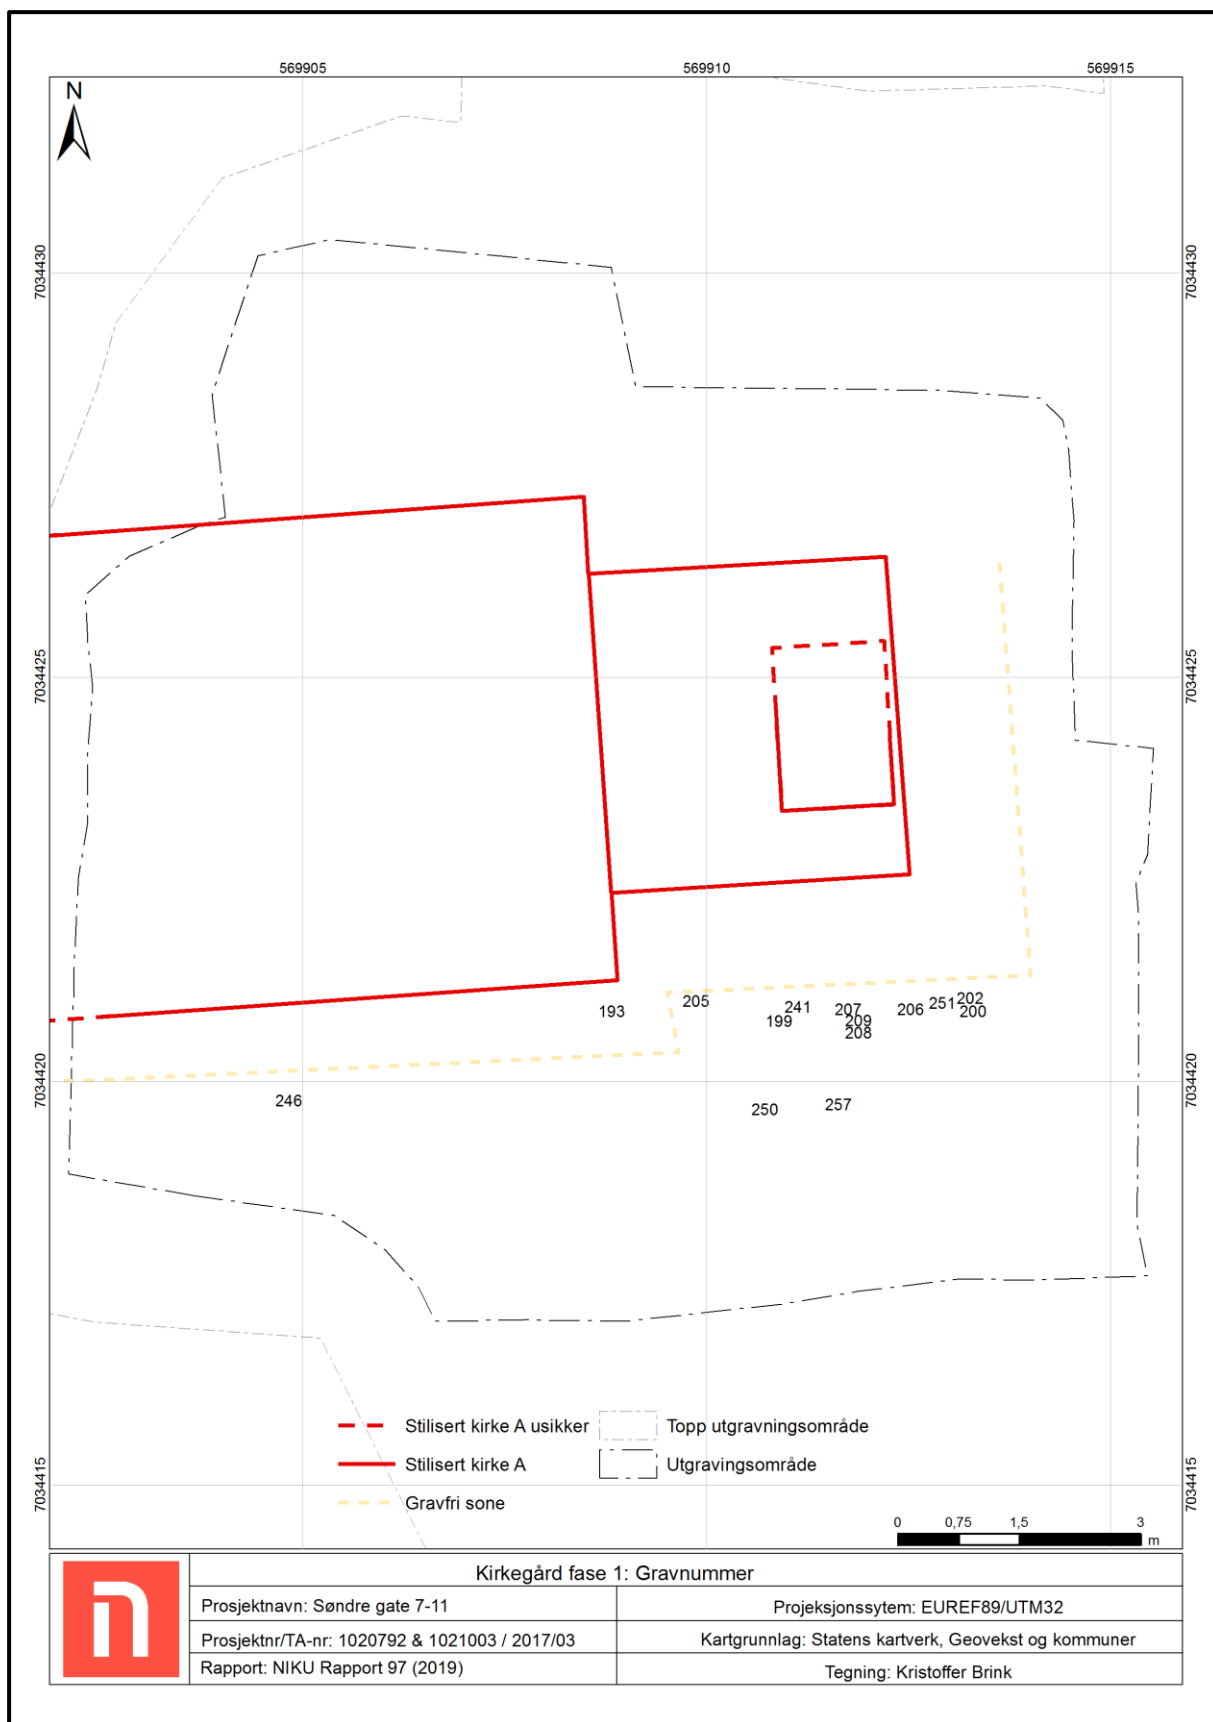 569905 569910 569915
N
7034430 7034430
7034425 7034425
202
205 251
193 241 207 206 200
199 209
208
7034420 7034420
246 250 257
Stilisert kirke A usikker Topp utgravningsområde
Stilisert kirke A Utgravingsområde
Gravfri sone
7034415 7034415
0 0,75 1,5 3
m
Kirkegård fase 1: Gravnummer
Prosjektnavn: Søndre gate 7-11 Projeksjonssytem: EUREF89/UTM32
Prosjektnr/TA-nr: 1020792 & 1021003 / 2017/03 Kartgrunnlag: Statens kartverk, Geovekst og kommuner
Rapport: NIKU Rapport 97 (2019) Tegning: Kristoffer Brink